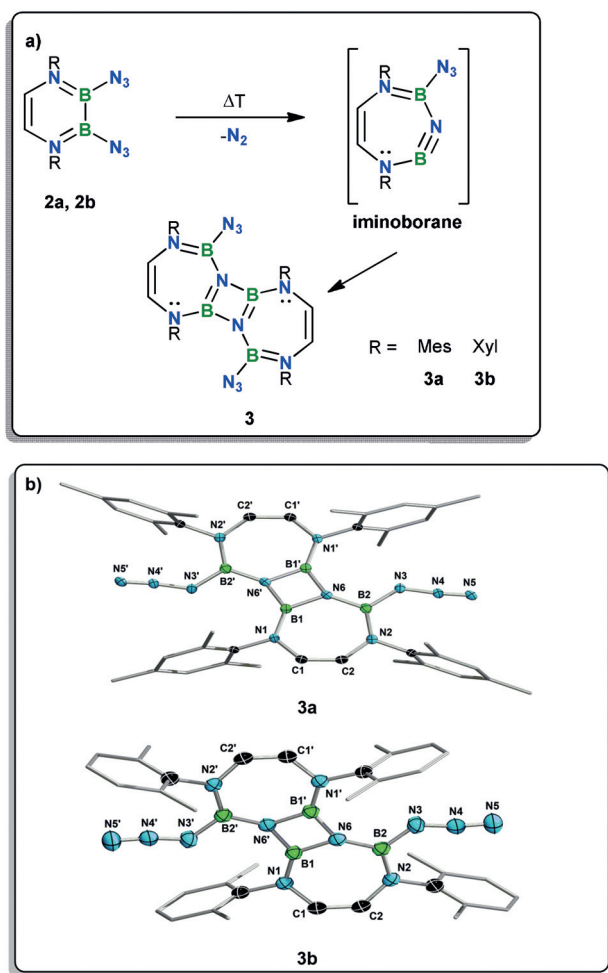 a)
R
N
N3
B
B
N3
N
R
2a, 2b
ΔT
-N2
R
N3
N
B
N
N
B
R
iminoborane
R
N3
N
B
N
B
N
R
N
B
N
R
B
N
N3
R
3
R = Mes Xyl
3a 3b
b)
C2' C1'
N2' N1'
N5' N4' N3' B2' B1' N6 B2 N3 N4 N5
N6' B1
N1 N2
C1 C2
3a
C2' C1'
N2' N1'
N5' N4' N3' B2' B1' N6 B2 N3 N4 N5
N6' B1
N1 N2
C1 C2
3b